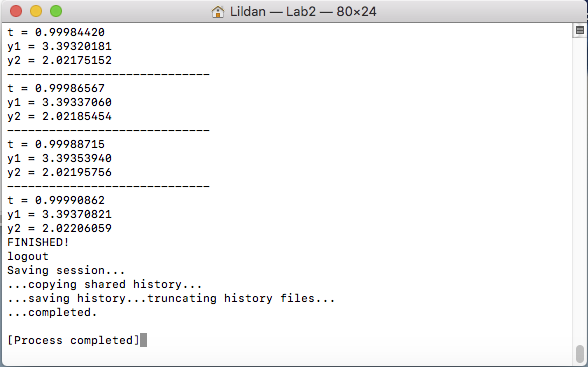 Lildan — Lab2 — 80×24
t = 0.99984420
y1 = 3.39320181
y2 = 2.02175152
-----------------------------
t = 0.99986567
y1 = 3.39337060
y2 = 2.02185454
-----------------------------
t = 0.99988715
y1 = 3.39353940
y2 = 2.02195756
-----------------------------
t = 0.99990862
y1 = 3.39370821
y2 = 2.02206059
FINISHED!
logout
Saving session...
...copying shared history...
...saving history...truncating history files...
...completed.
[Process completed]